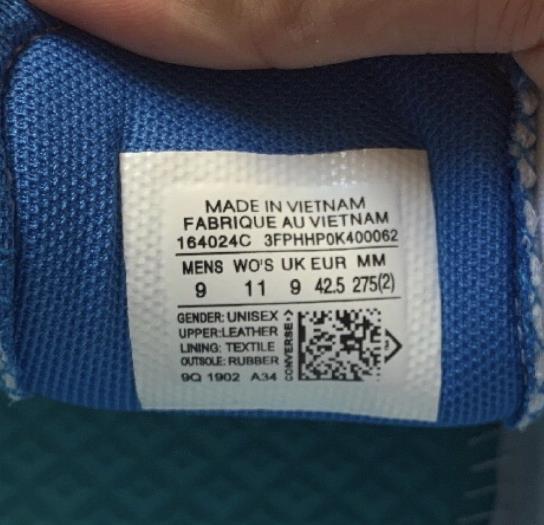 MADE IN VIETNAM
FABRIQUE AU VIETNAM
164024C 3FPHHP0K400062
MENS WO'S UK EUR MM
9 11 9 42.5 275(2)
GENDER: UNISEX
UPPER:LEATHER
LINING: TEXTILE
OUTSOLE: RUBBER
9Q 1902 A34
CONVERSE